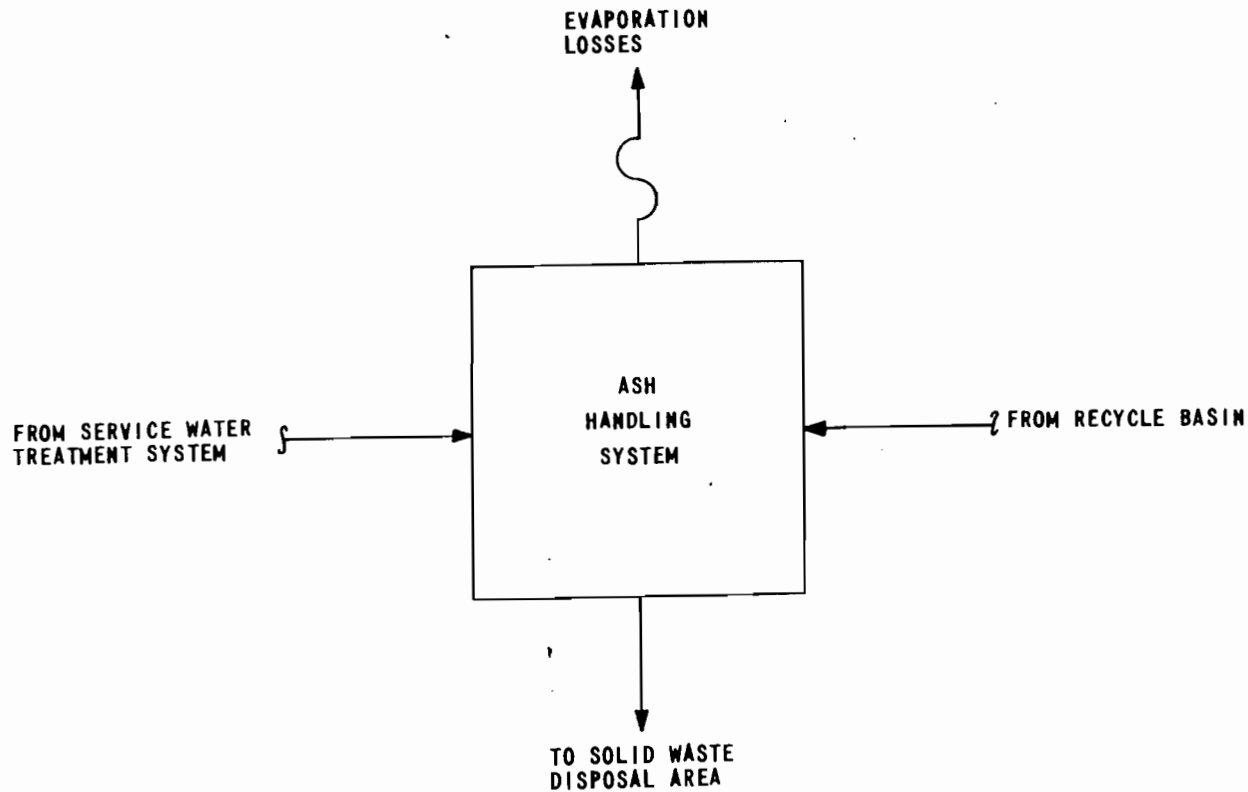 EVAPORATION
LOSSES
ASH
HANDLING
SYSTEM
FROM SERVICE WATER
TREATMENT SYSTEM
FROM RECYCLE BASIN
TO SOLID WASTE
DISPOSAL AREA